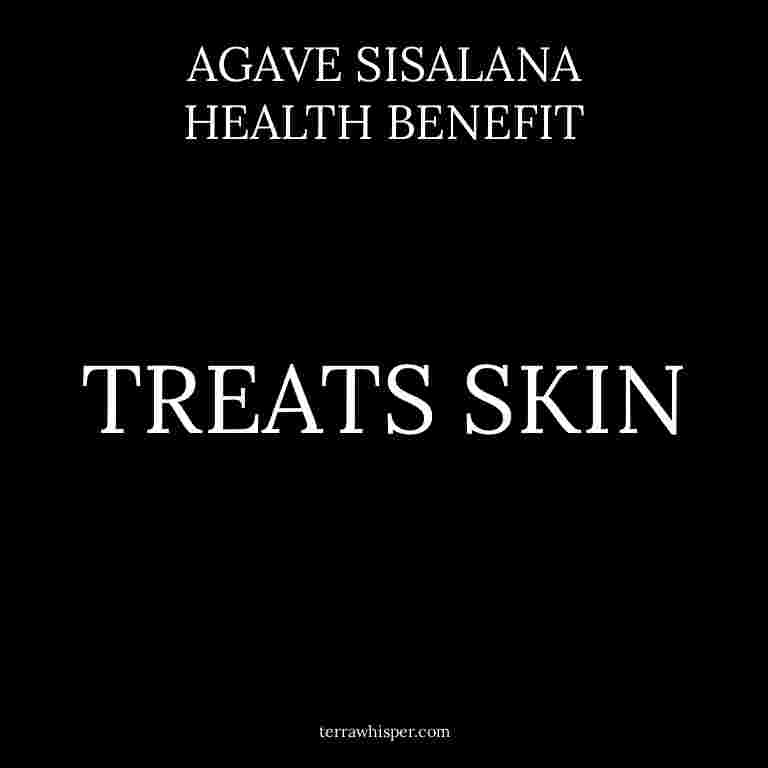 AGAVE SISALANA
HEALTH BENEFIT
TREATS SKIN
terrawhisper.com